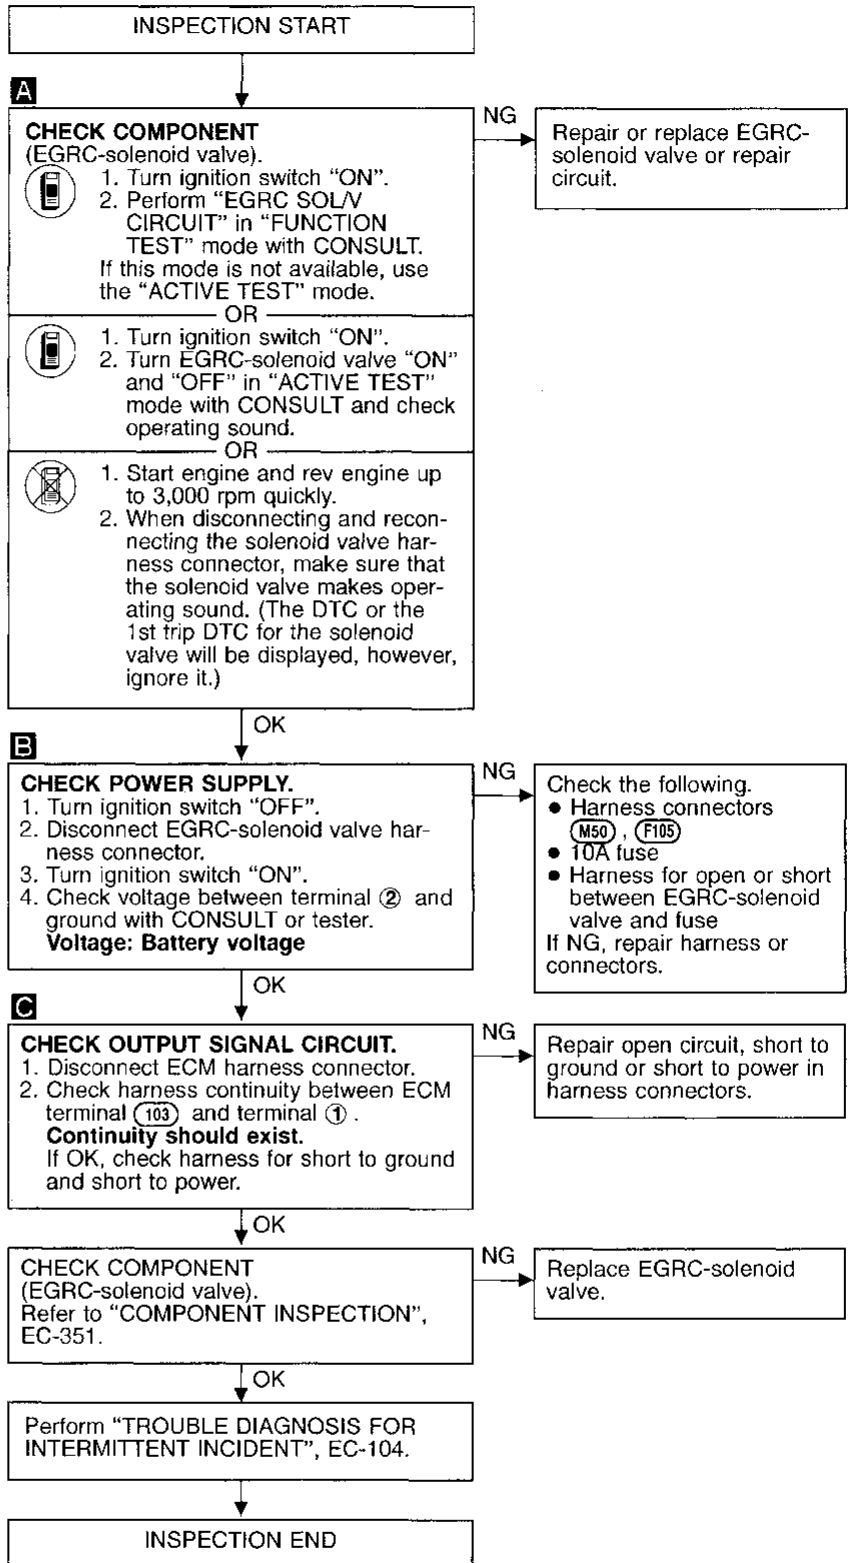 INSPECTION START
A
CHECK COMPONENT
(EGRC-solenoid valve).
1. Turn ignition switch "ON".
2. Perform "EGRC SOL/V
CIRCUIT" in "FUNCTION
TEST" mode with CONSULT.
If this mode is not available, use
the "ACTIVE TEST" mode.
OR
1. Turn ignition switch "ON".
2. Turn EGRC-solenoid valve "ON"
and "OFF" in "ACTIVE TEST"
mode with CONSULT and check
operating sound.
OR
1. Start engine and rev engine up
to 3,000 rpm quickly.
2. When disconnecting and recon-
necting the solenoid valve har-
ness connector, make sure that
the solenoid valve makes oper-
ating sound. (The DTC or the
1st trip DTC for the solenoid
valve will be displayed, however,
ignore it.)
NG
Repair or replace EGRC-
solenoid valve or repair
circuit.
OK
B
CHECK POWER SUPPLY.
1. Turn ignition switch "OFF".
2. Disconnect EGRC-solenoid valve har-
ness connector.
3. Turn ignition switch "ON".
4. Check voltage between terminal ② and
ground with CONSULT or tester.
Voltage: Battery voltage
NG
Check the following.
● Harness connectors
M50 , F105
● 10A fuse
● Harness for open or short
between EGRC-solenoid
valve and fuse
If NG, repair harness or
connectors.
OK
C
CHECK OUTPUT SIGNAL CIRCUIT.
1. Disconnect ECM harness connector.
2. Check harness continuity between ECM
terminal 103 and terminal ① .
Continuity should exist.
If OK, check harness for short to ground
and short to power.
NG
Repair open circuit, short to
ground or short to power in
harness connectors.
OK
CHECK COMPONENT
(EGRC-solenoid valve).
Refer to "COMPONENT INSPECTION",
EC-351.
NG
Replace EGRC-solenoid
valve.
OK
Perform "TROUBLE DIAGNOSIS FOR
INTERMITTENT INCIDENT", EC-104.
INSPECTION END